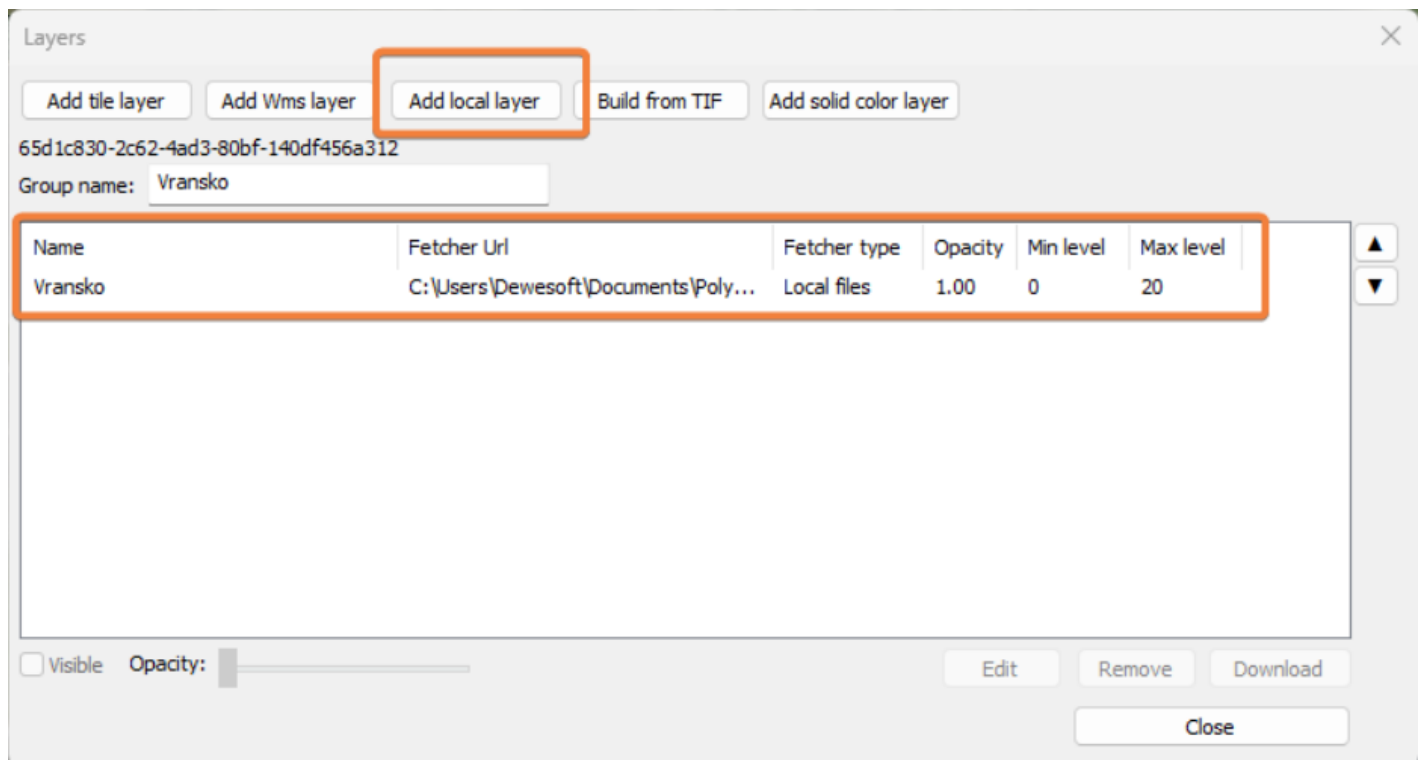 Layers
Add tile layer Add Wms layer Add local layer Build from TIF Add solid color layer
65d1c830-2c62-4ad3-80bf-140df456a312
Group name: Vransko
Name Fetcher Url Fetcher type Opacity Min level Max level
Vransko C:\Users\Dewesoft\Documents\Poly... Local files 1.00 0 20
Visible Opacity: Edit Remove Download
Close